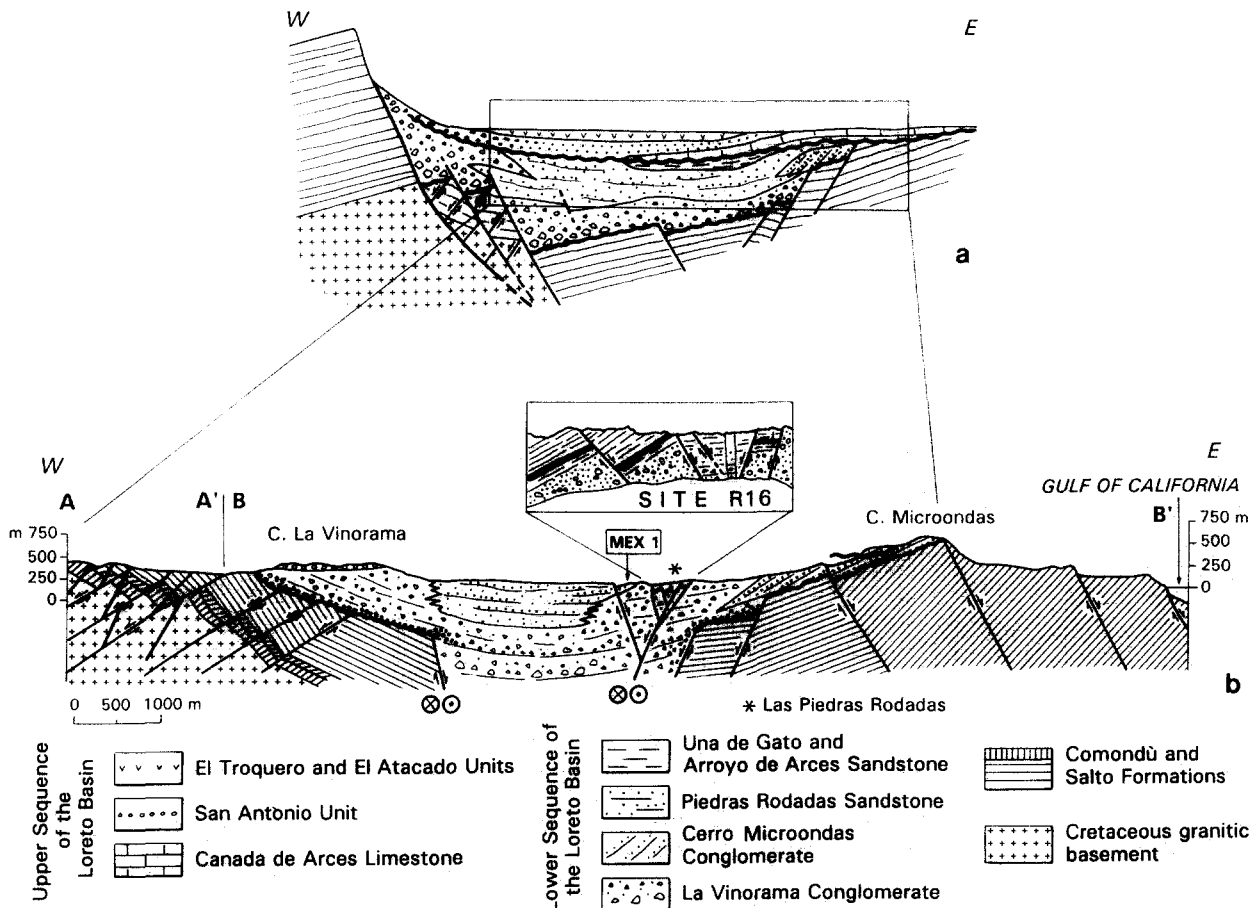 W
E
a
W
E
SITE R16
GULF OF CALIFORNIA
A
A' B
C. La Vinorama
MEX 1
*
C. Microondas
B'
m 750
500
250
0
750 m
500
250
0
b
0 500 1000 m
* Las Piedras Rodadas
Upper Sequence
of the
Loreto Basin
El Troquero and El Atacado Units
San Antonio Unit
Canada de Arces Limestone
Lower Sequence of
the Loreto Basin
Una de Gato and
Arroyo de Arces Sandstone
Piedras Rodadas Sandstone
Cerro Microondas
Conglomerate
La Vinorama Conglomerate
Comondù and
Salto Formations
Cretaceous granitic
basement